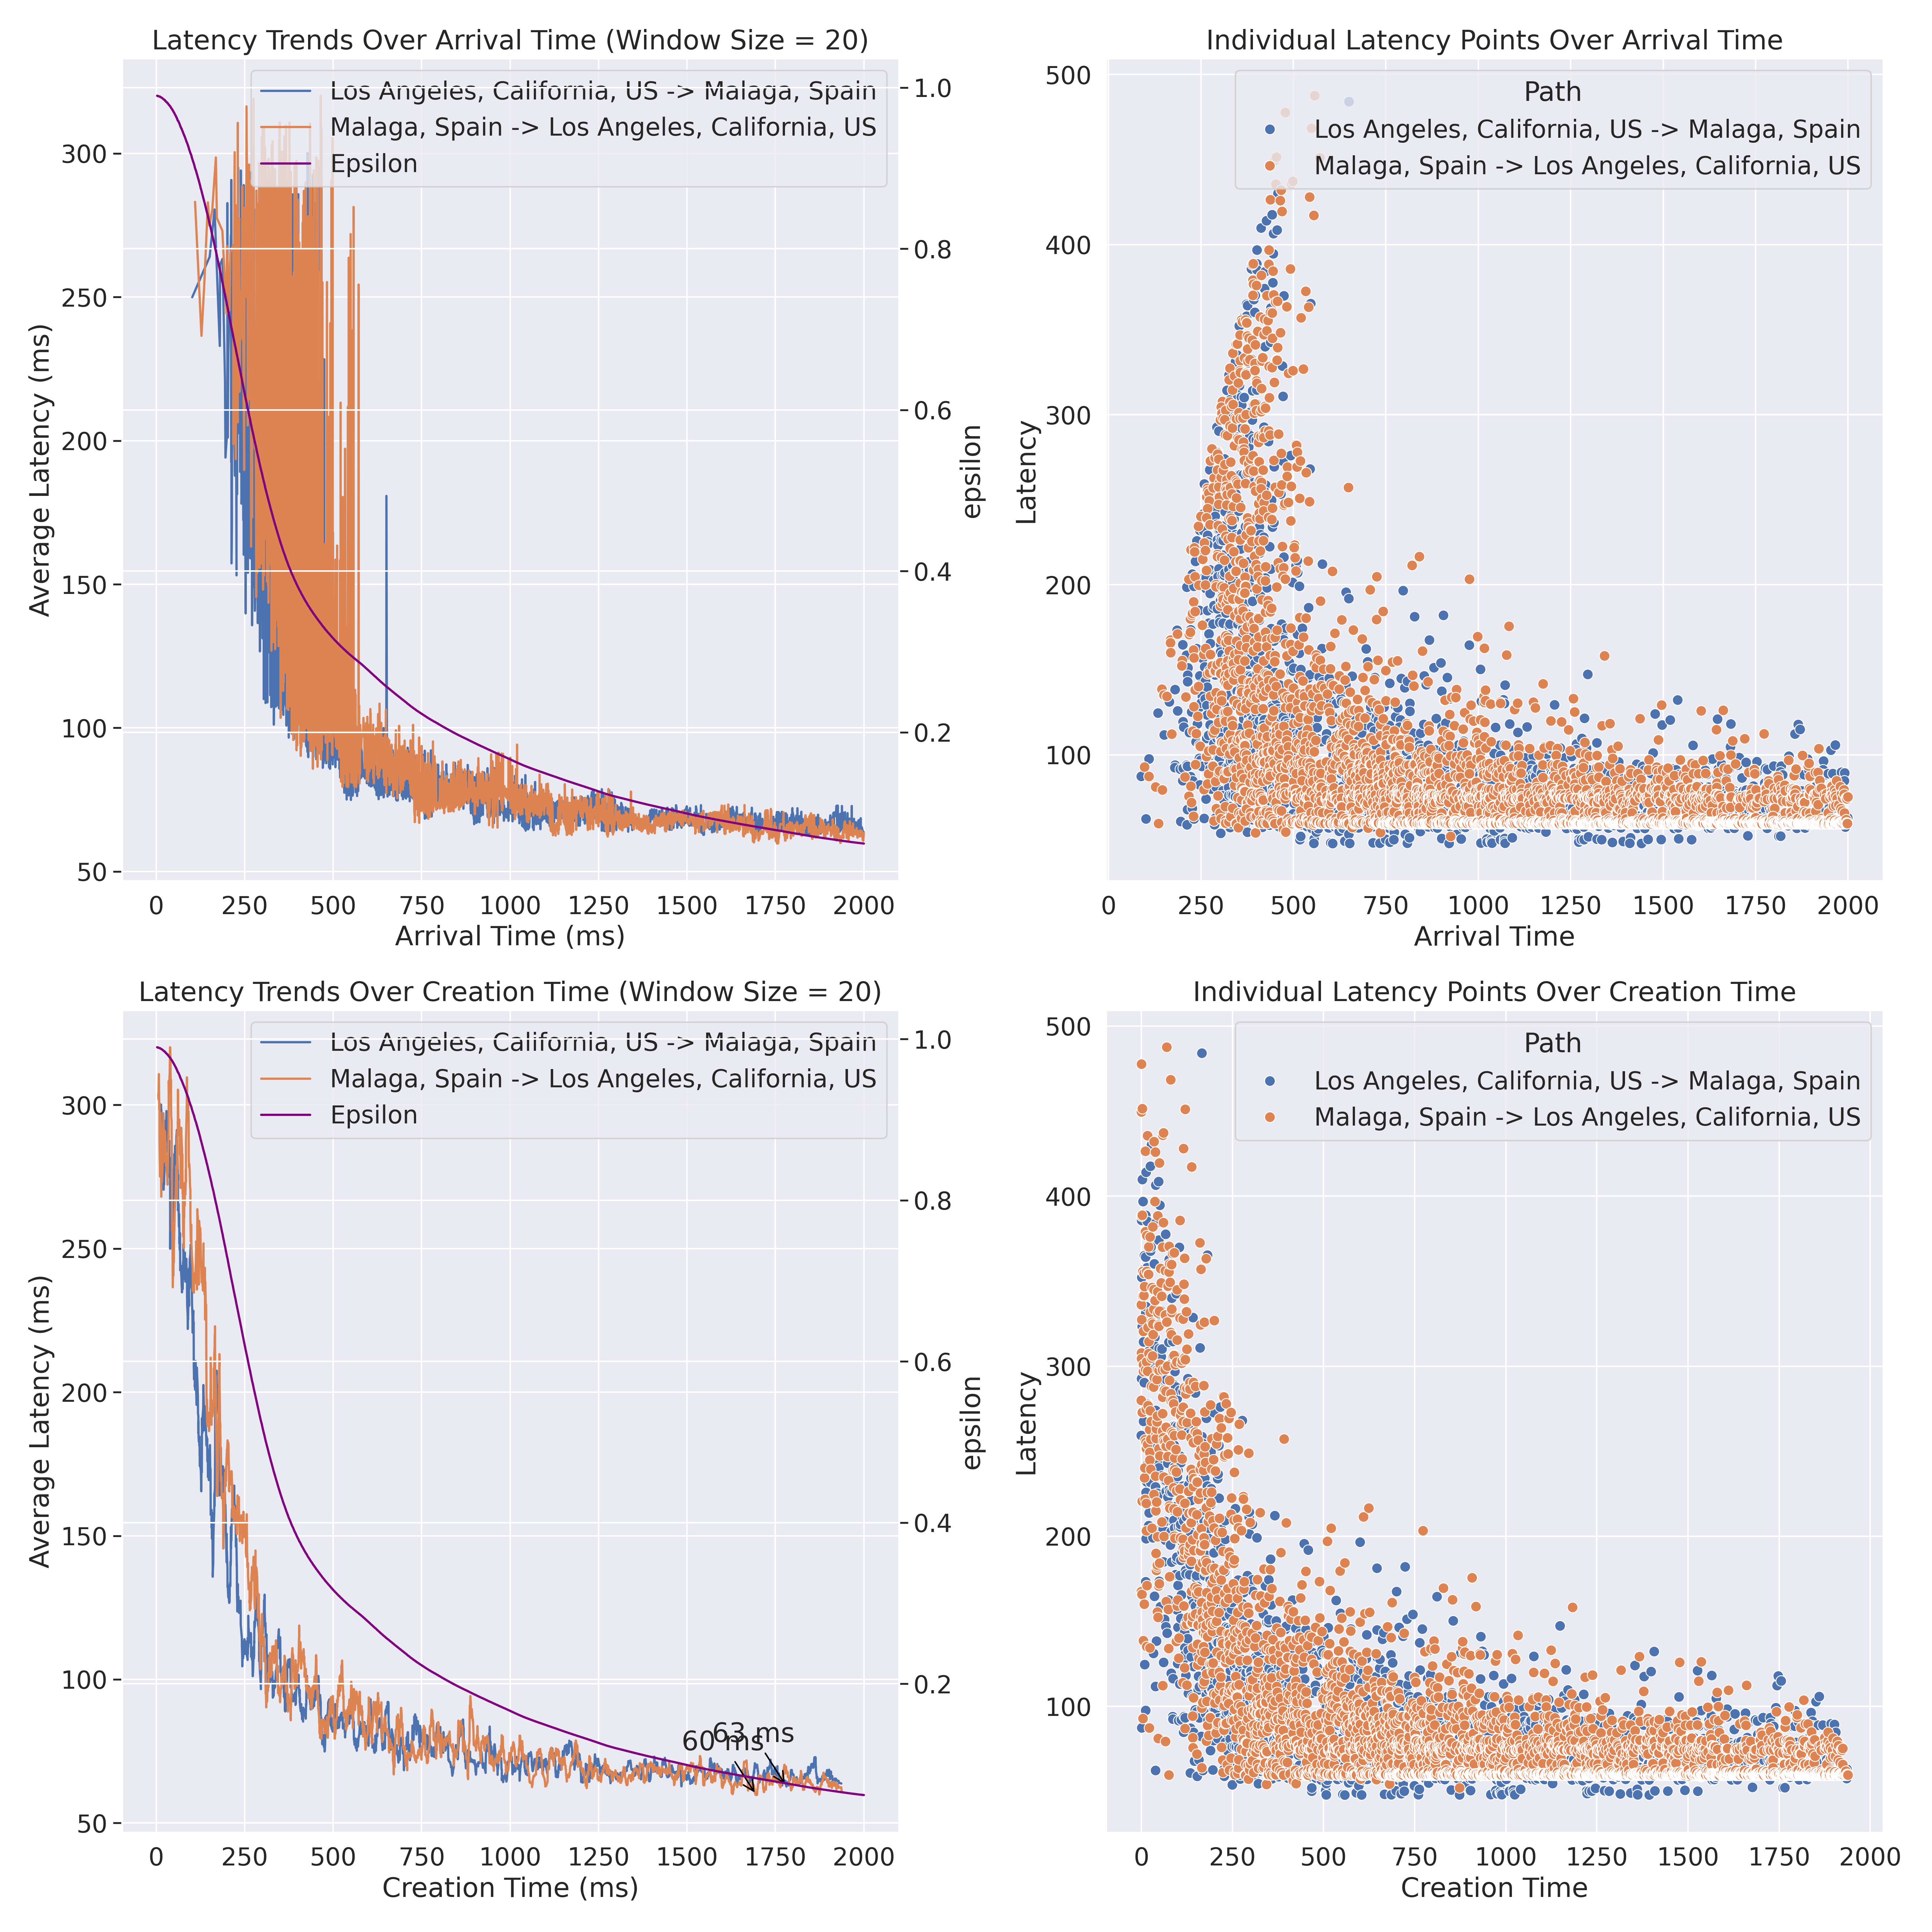 Latency Trends Over Arrival Time (Window Size = 20)
Los Angeles, California, US -> Malaga, Spain
Malaga, Spain -> Los Angeles, California, US
Epsilon
300
250
200
150
100
50
Average Latency (ms)
1.0
0.8
0.6
0.4
0.2
epsilon
0 250 500 750 1000 1250 1500 1750 2000
Arrival Time (ms)
Individual Latency Points Over Arrival Time
Path
Los Angeles, California, US -> Malaga, Spain
Malaga, Spain -> Los Angeles, California, US
500
400
300
200
100
Latency
0 250 500 750 1000 1250 1500 1750 2000
Arrival Time
Latency Trends Over Creation Time (Window Size = 20)
Los Angeles, California, US -> Malaga, Spain
Malaga, Spain -> Los Angeles, California, US
Epsilon
300
250
200
150
100
50
Average Latency (ms)
1.0
0.8
0.6
0.4
0.2
epsilon
63 ms
60 ms
0 250 500 750 1000 1250 1500 1750 2000
Creation Time (ms)
Individual Latency Points Over Creation Time
Path
Los Angeles, California, US -> Malaga, Spain
Malaga, Spain -> Los Angeles, California, US
500
400
300
200
100
Latency
0 250 500 750 1000 1250 1500 1750 2000
Creation Time